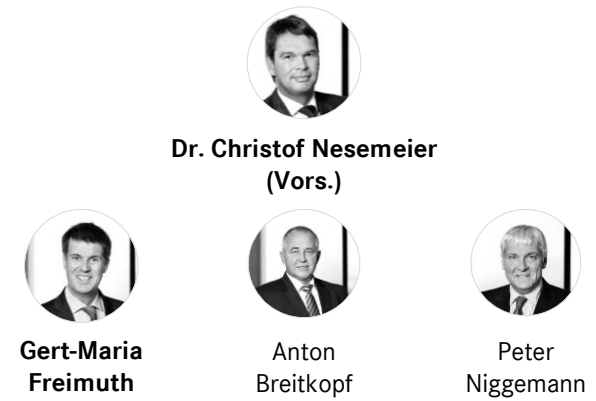 Dr. Christof Nesemeier
(Vors.)
Gert-Maria
Freimuth
Anton
Breitkopf
Peter
Niggemann